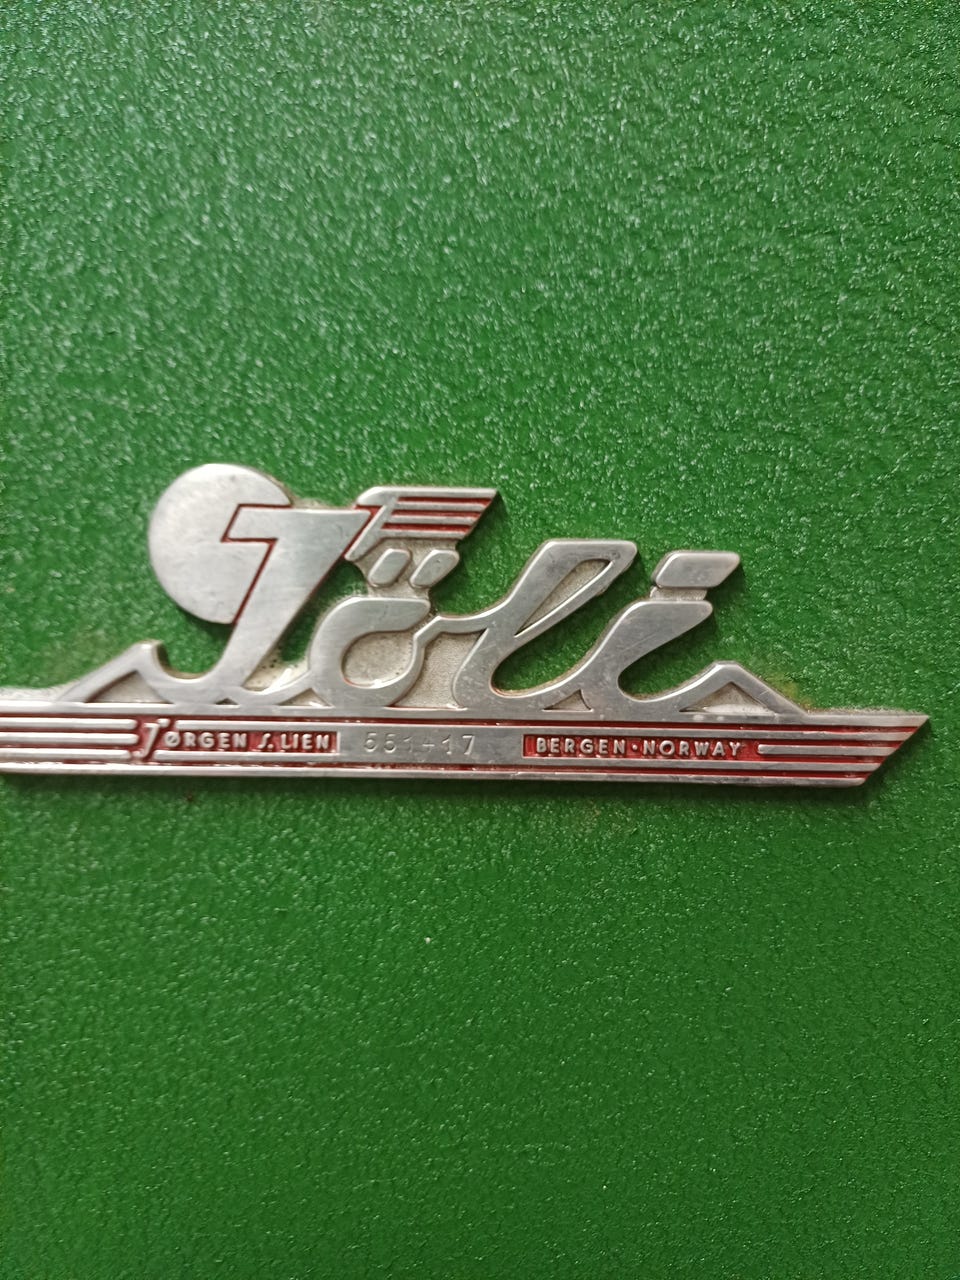 Jöli
JØRGEN S. LIEN 551-17 BERGEN·NORWAY